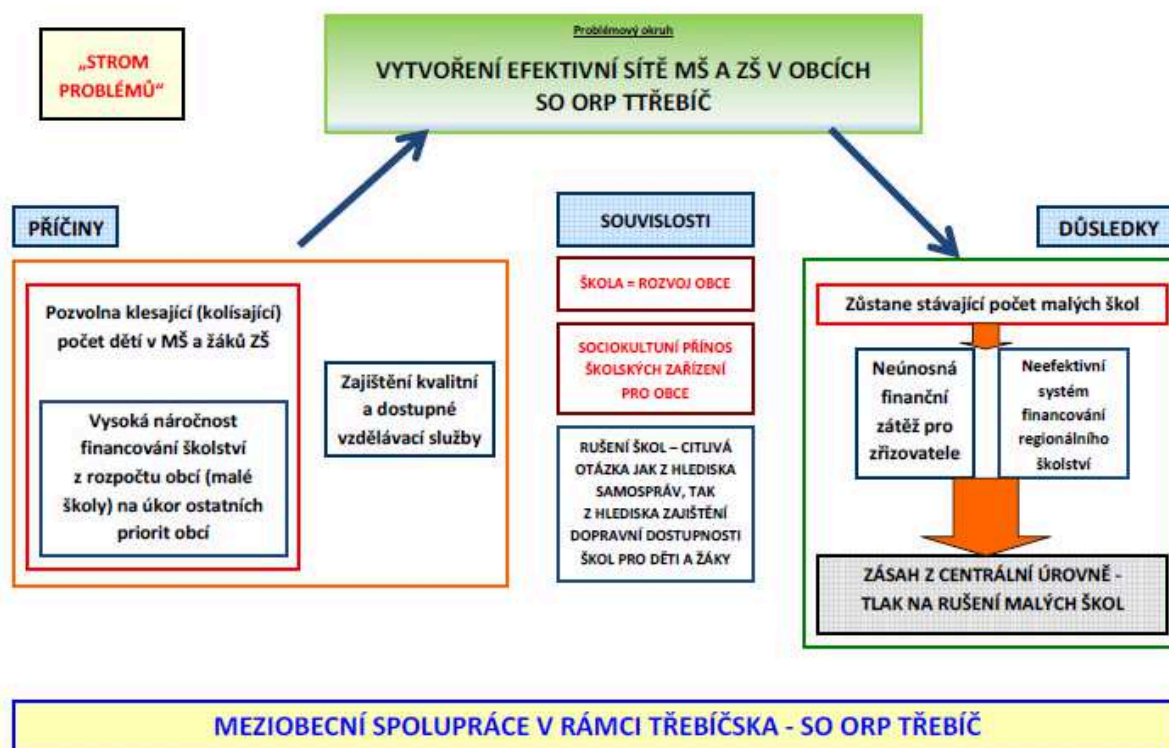 „STROM
PROBLÉMŮ“
Problémový okruh
VYTVOŘENÍ EFEKTIVNÍ SÍTĚ MŠ A ZŠ V OBCÍCH
SO ORP TTŘEBÍČ
PŘÍČINY
Pozvolna klesající (kolísající)
počet dětí v MŠ a žáků ZŠ
Vysoká náročnost
financování školství
z rozpočtu obcí (malé
školy) na úkor ostatních
priorit obcí
Zajištění kvalitní
a dostupné
vzdělávací služby
SOUVISLOSTI
ŠKOLA = ROZVOJ OBCE
SOCIOKULTUNÍ PŘÍNOS
ŠKOLSKÝCH ZAŘÍZENÍ
PRO OBCE
RUŠENÍ ŠKOL – CITLIVÁ
OTÁZKA JAK Z HLEDISKA
SAMOSPRÁV, TAK
Z HLEDISKA ZAJIŠTĚNÍ
DOPRAVNÍ DOSTUPNOSTI
ŠKOL PRO DĚTI A ŽÁKY
DŮSLEDKY
Zůstane stávající počet malých škol
Neúnosná
finanční
zátěž pro
zřizovatele
Neefektivní
systém
financování
regionálního
školství
ZÁSAH Z CENTRÁLNÍ ÚROVNĚ -
TLAK NA RUŠENÍ MALÝCH ŠKOL
MEZIOBECNÍ SPOLUPRÁCE V RÁMCI TŘEBÍČSKA - SO ORP TŘEBÍČ